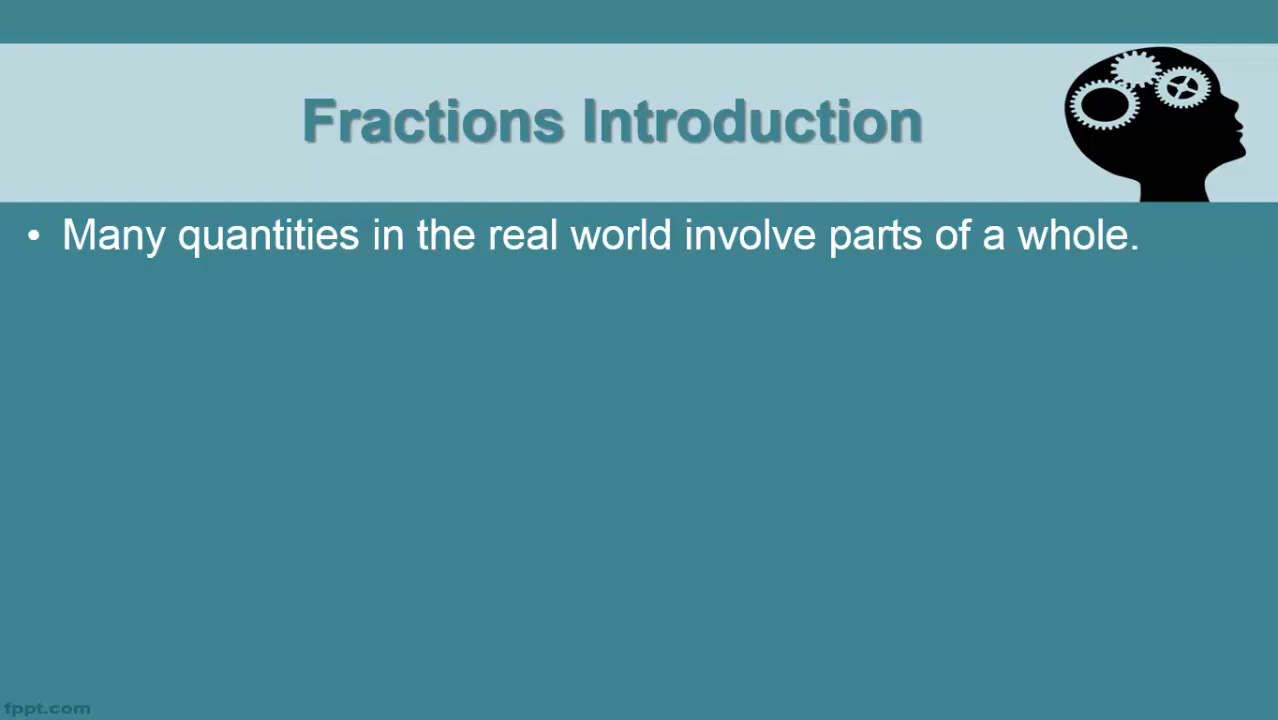 Fractions Introduction
• Many quantities in the real world involve parts of a whole.
fppt.com